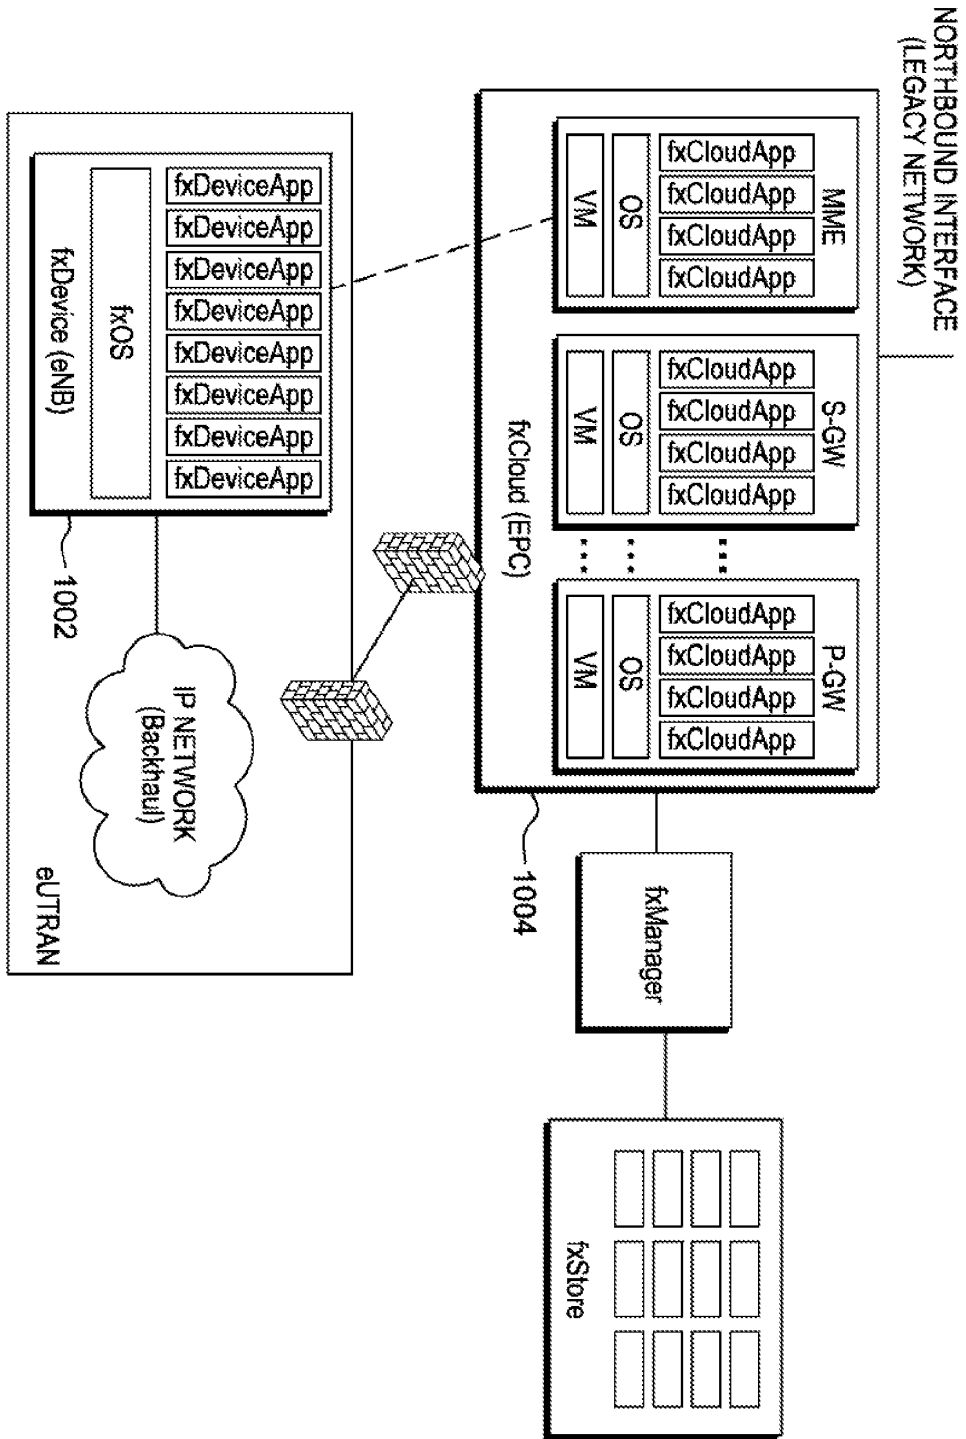 NORTHBOUND INTERFACE
(LEGACY NETWORK)
MME
fxCloudApp
fxCloudApp
fxCloudApp
fxCloudApp
OS
VM
S-GW
fxCloudApp
fxCloudApp
fxCloudApp
fxCloudApp
OS
VM
P-GW
fxCloudApp
fxCloudApp
fxCloudApp
fxCloudApp
OS
VM
fxCloud (EPC)
1004
fxManager
fxStore
fxDeviceApp
fxDeviceApp
fxDeviceApp
fxDeviceApp
fxDeviceApp
fxDeviceApp
fxDeviceApp
fxDeviceApp
fxOS
fxDevice (eNB)
1002
IP NETWORK
(Backhaul)
eUTRAN